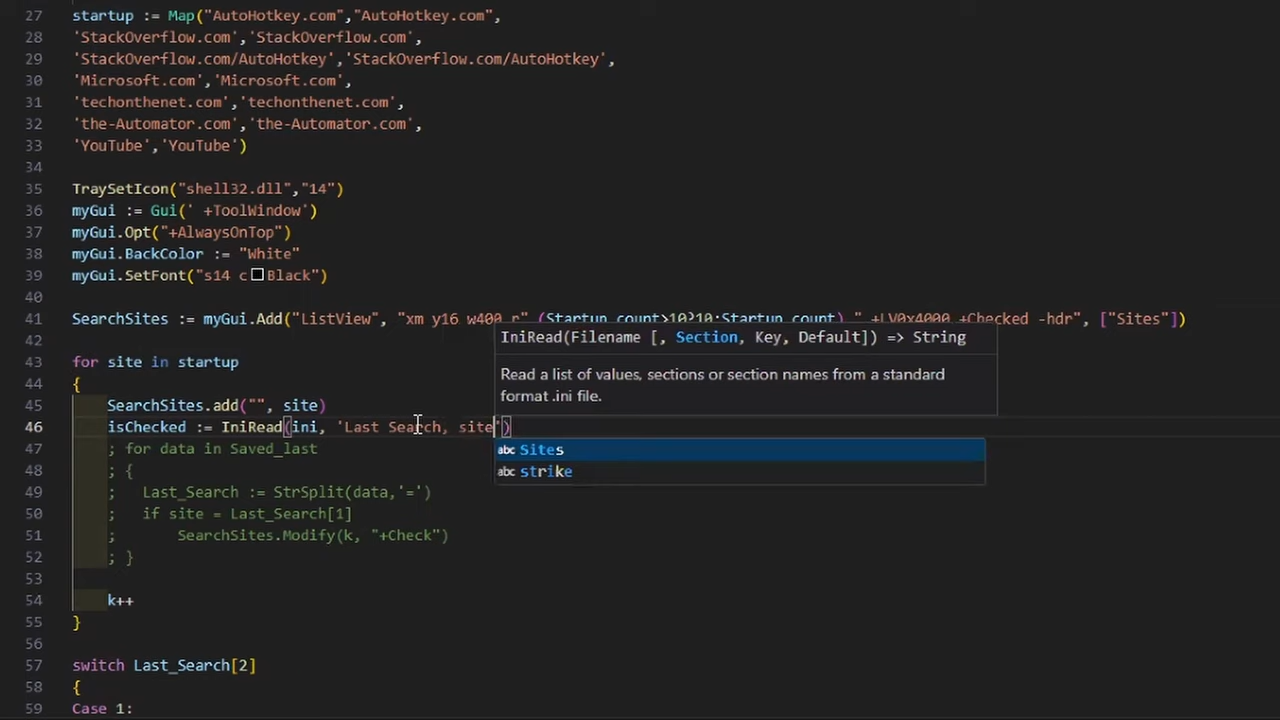 27 startup := Map("AutoHotkey.com","AutoHotkey.com",
28 'StackOverflow.com','StackOverflow.com',
29 'StackOverflow.com/AutoHotkey','StackOverflow.com/AutoHotkey',
30 'Microsoft.com','Microsoft.com',
31 'techonthenet.com','techonthenet.com',
32 'the-Automator.com','the-Automator.com',
33 'YouTube','YouTube')
34
35 TraySetIcon("shell32.dll","14")
36 myGui := Gui(' +ToolWindow')
37 myGui.Opt("+AlwaysOnTop")
38 myGui.BackColor := "White"
39 myGui.SetFont("s14 c Black")
40
41 SearchSites := myGui.Add("ListView", "xm y16 w400 r" (Startup.count>10?10:Startup.count) " +LV0x4000 +Checked -hdr", ["Sites"])
IniRead(Filename [, Section, Key, Default]) => String
42
43 for site in startup
Read a list of values, sections or section names from a standard
44 {
format .ini file.
45 SearchSites.add("", site)
46 isChecked := IniRead(ini, 'Last Search, site')
47 ; for data in Saved_last
abc Sites
48 ; {
abc strike
49 ; Last_Search := StrSplit(data,'=')
50 ; if site = Last_Search[1]
51 ; SearchSites.Modify(k, "+Check")
52 ; }
53
54 k++
55 }
56
57 switch Last_Search[2]
58 {
59 Case 1: